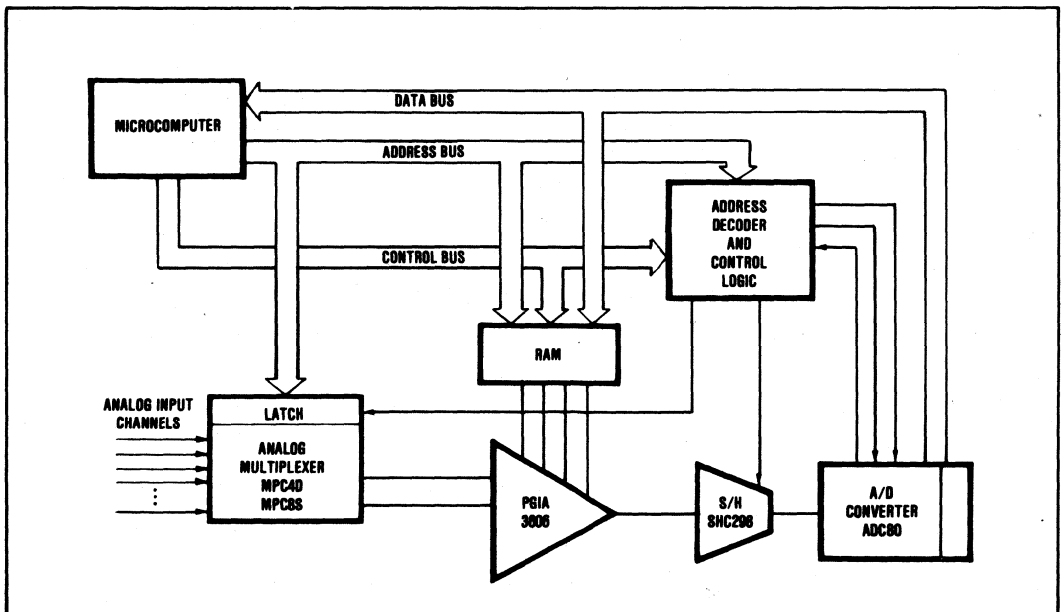 MICROCOMPUTER
DATA BUS
ADDRESS BUS
CONTROL BUS
ADDRESS
DECODER
AND
CONTROL
LOGIC
RAM
ANALOG INPUT
CHANNELS
LATCH
ANALOG
MULTIPLEXER
MPC4D
MPC8S
PGIA
3606
S/H
SHC298
A/D
CONVERTER
ADC80